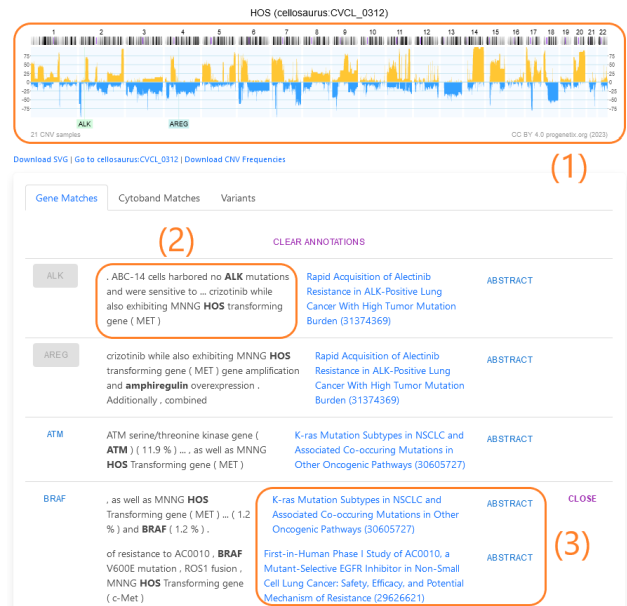 HOS (cellosaurus:CVCL_0312)
1 2 3 4 5 6 7 8 9 10 11 12 13 14 15 16 17 18 19 20 21 22
75
50
25
0
-25
-50
-75
75
50
25
0
-25
-50
-75
ALK AREG
21 CNV samples CC BY 4.0 progenetix.org (2023)
Download SVG | Go to cellosaurus:CVCL_0312 | Download CNV Frequencies
(1)
Gene Matches Cytoband Matches Variants
(2)
CLEAR ANNOTATIONS
ALK
. ABC-14 cells harbored no ALK mutations
and were sensitive to ... crizotinib while
also exhibiting MNNG HOS transforming
gene ( MET )
Rapid Acquisition of Alectinib
Resistance in ALK-Positive Lung
Cancer With High Tumor Mutation
Burden (31374369)
ABSTRACT
AREG
crizotinib while also exhibiting MNNG HOS
transforming gene ( MET ) gene amplification
and amphiregulin overexpression .
Additionally , combined
Rapid Acquisition of Alectinib
Resistance in ALK-Positive Lung
Cancer With High Tumor Mutation
Burden (31374369)
ABSTRACT
ATM
ATM serine/threonine kinase gene (
ATM ) ( 11.9 % ) ... , as well as MNNG
HOS Transforming gene ( MET )
K-ras Mutation Subtypes in NSCLC and
Associated Co-occuring Mutations in
Other Oncogenic Pathways (30605727)
ABSTRACT
BRAF
, as well as MNNG HOS
Transforming gene ( MET ) ... ( 1.2
% ) and BRAF ( 1.2 % ) .
K-ras Mutation Subtypes in NSCLC and
Associated Co-occuring Mutations in Other
Oncogenic Pathways (30605727)
ABSTRACT
CLOSE
(3)
of resistance to AC0010 , BRAF
V600E mutation , ROS1 fusion ,
MNNG HOS Transforming gene
( c-Met )
First-in-Human Phase I Study of AC0010, a
Mutant-Selective EGFR Inhibitor in Non-Small
Cell Lung Cancer: Safety, Efficacy, and Potential
Mechanism of Resistance (29626621)
ABSTRACT